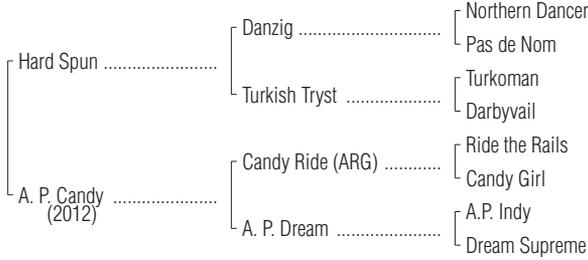 Northern Dancer
Danzig ..............................
Pas de Nom
Hard Spun ........................
Turkoman
Turkish Tryst ....................
Darbyvail
Ride the Rails
Candy Ride (ARG) ............
Candy Girl
A. P. Candy ......................
(2012)
A.P. Indy
A. P. Dream ......................
Dream Supreme